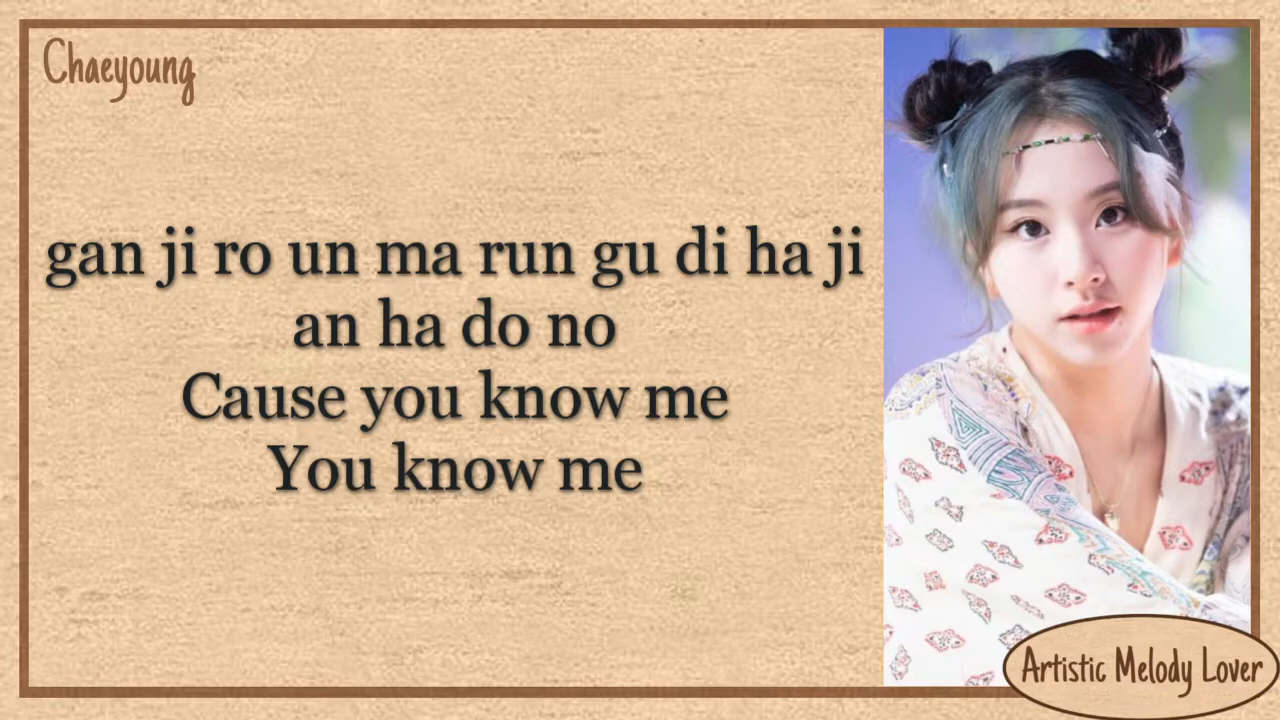 Chaeyoung
gan ji ro un ma run gu di ha ji
an ha do no
Cause you know me
You know me
Artistic Melody Lover